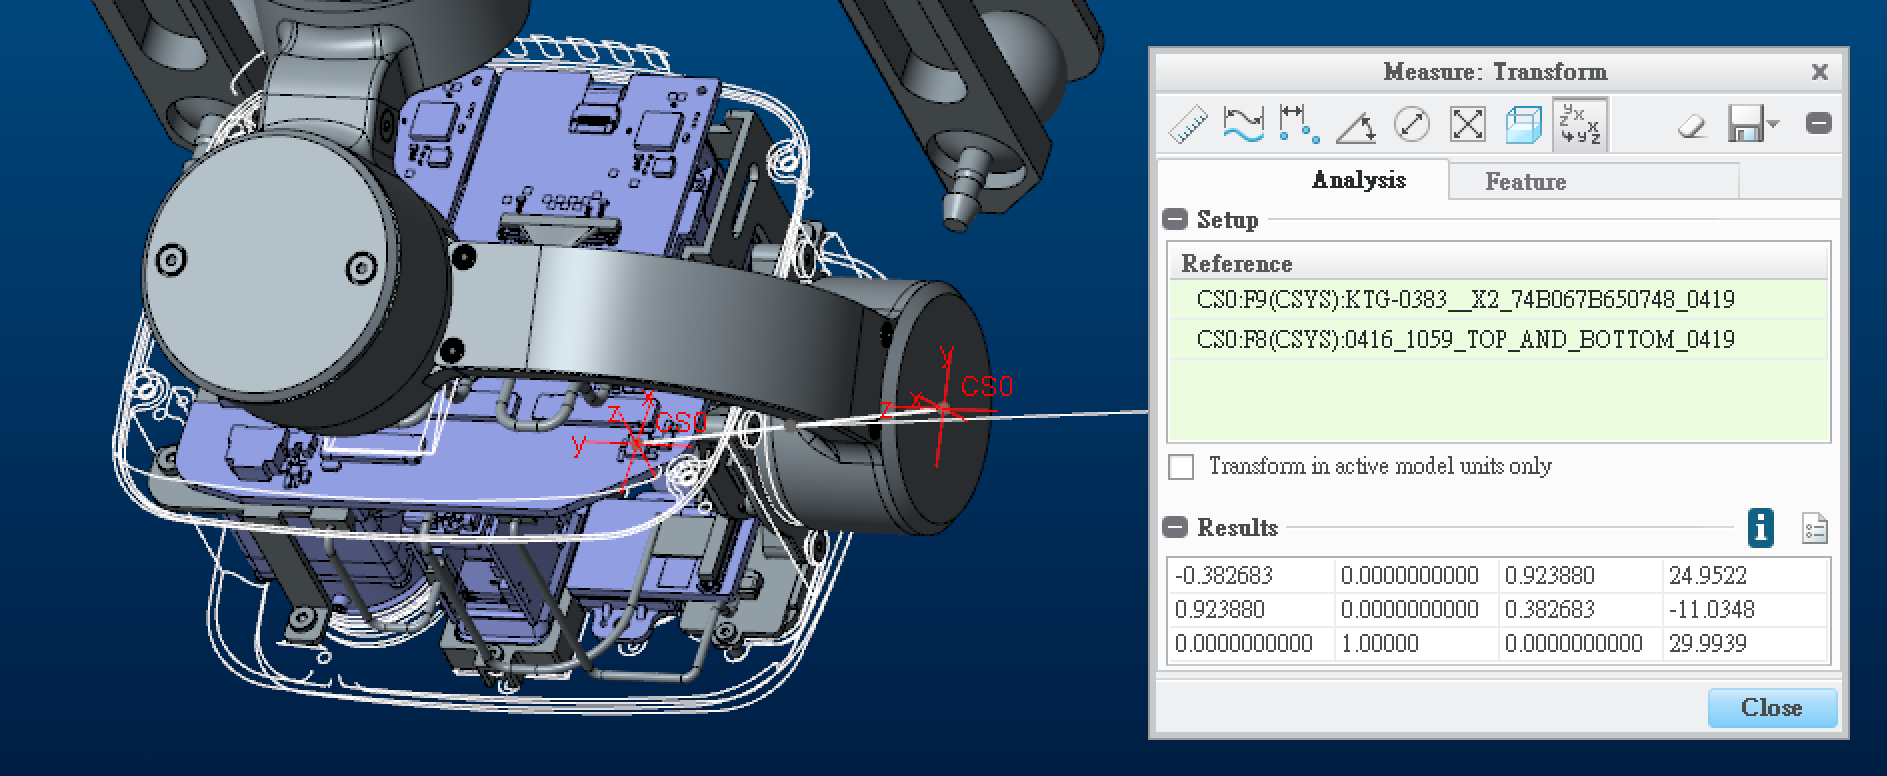 Measure: Transform
Analysis
Feature
Setup
Reference
CS0:F9(CSYS):KTG-0383__X2_74B067B650748_0419
CS0:F8(CSYS):0416_1059_TOP_AND_BOTTOM_0419
Transform in active model units only
Results
-0.382683 0.0000000000 0.923880 24.9522
0.923880 0.0000000000 0.382683 -11.0348
0.0000000000 1.00000 0.0000000000 29.9939
Close
y
CS0
x
z
x
z
CS0
y